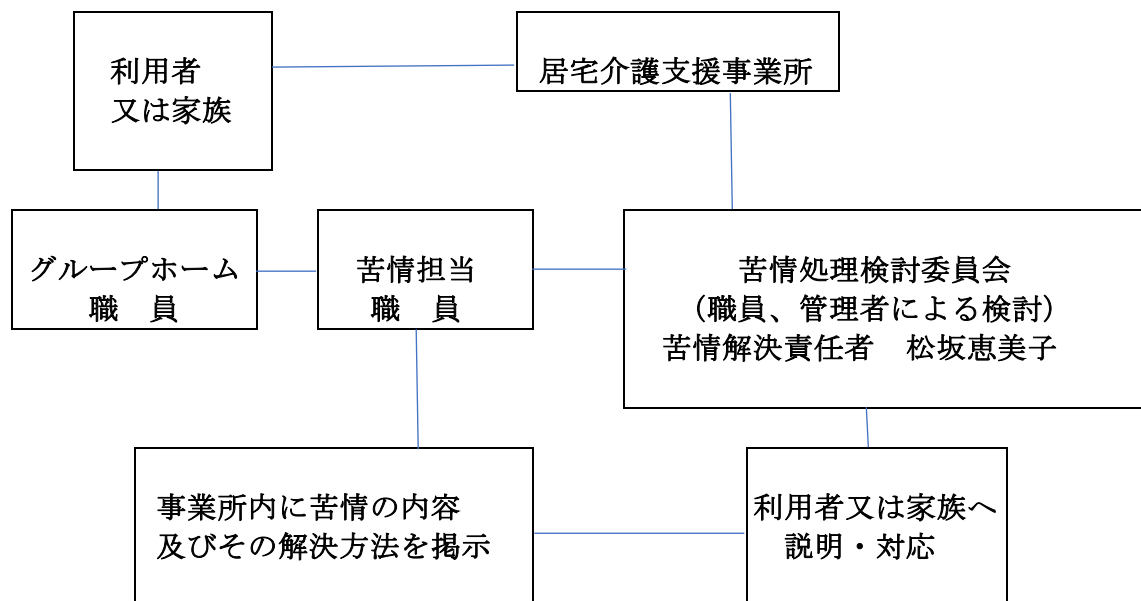 利用者
又は家族
居宅介護支援事業所
グループホーム
職　員
苦情担当
職　員
苦情処理検討委員会
（職員、管理者による検討）
苦情解決責任者　松坂恵美子
事業所内に苦情の内容
及びその解決方法を掲示
利用者又は家族へ
説明・対応